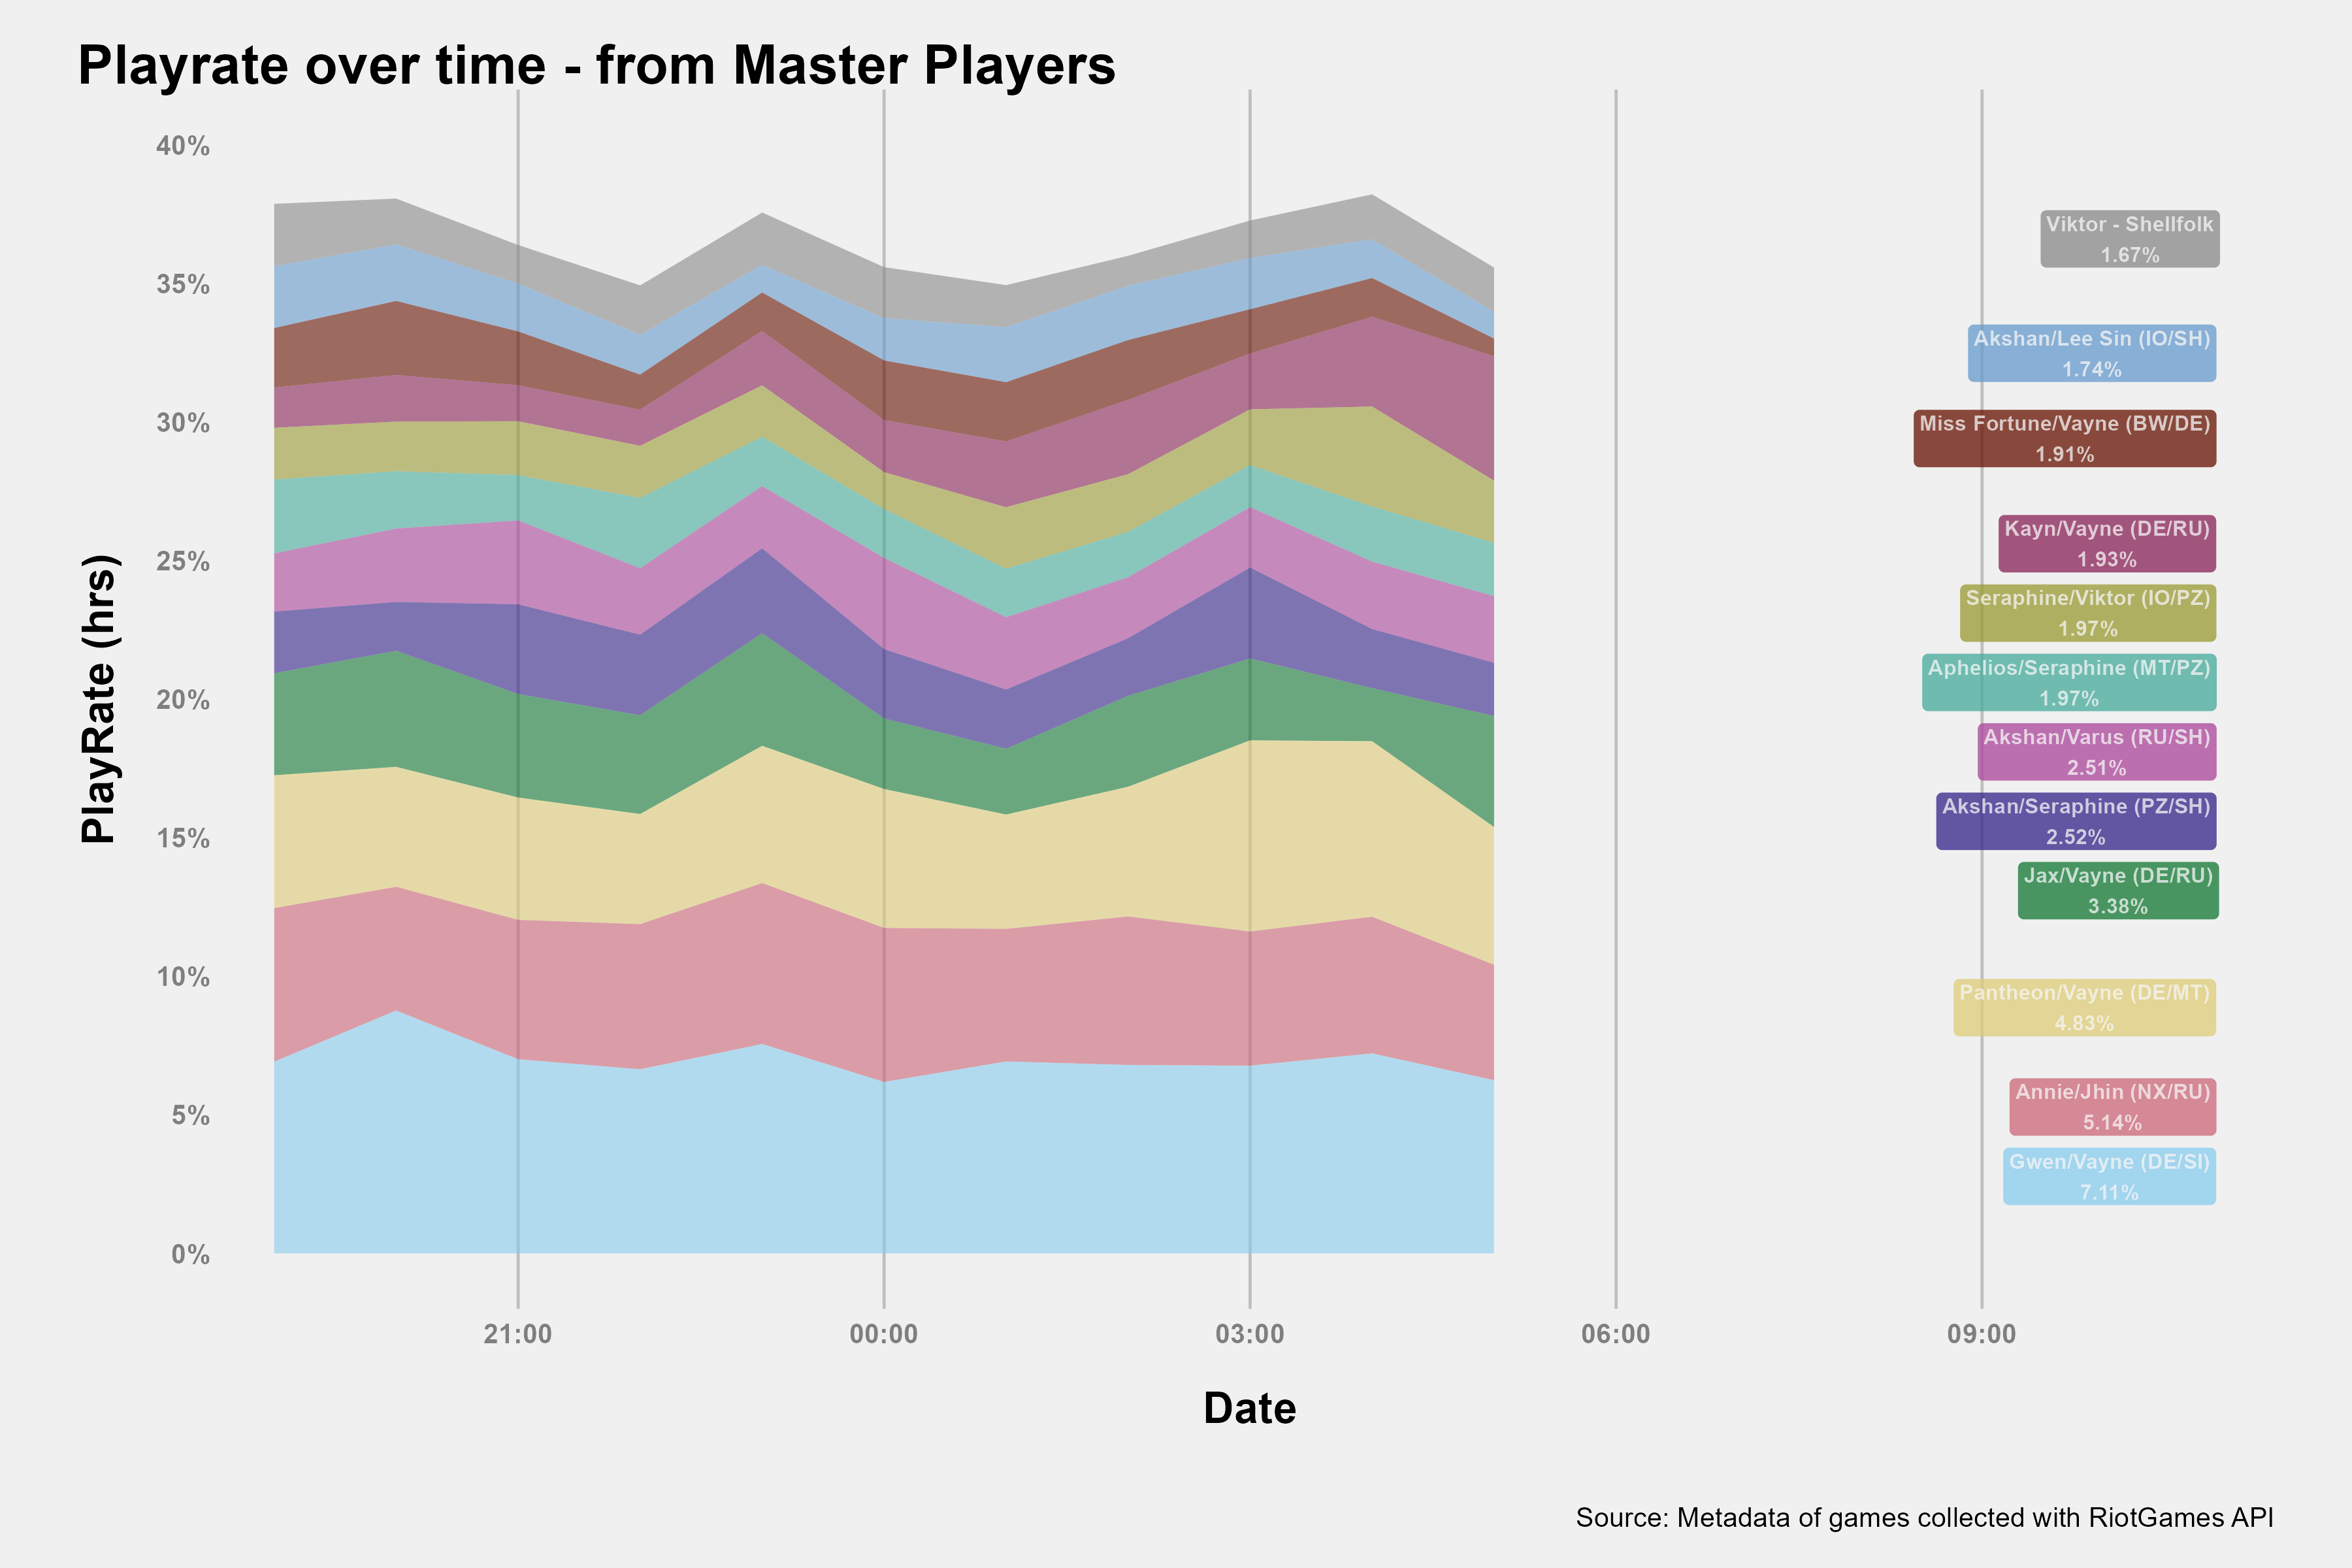 Playrate over time - from Master Players
PlayRate (hrs)
40%
35%
30%
25%
20%
15%
10%
5%
0%
21:00
00:00
03:00
06:00
09:00
Date
Viktor - Shellfolk
1.67%
Akshan/Lee Sin (IO/SH)
1.74%
Miss Fortune/Vayne (BW/DE)
1.91%
Kayn/Vayne (DE/RU)
1.93%
Seraphine/Viktor (IO/PZ)
1.97%
Aphelios/Seraphine (MT/PZ)
1.97%
Akshan/Varus (RU/SH)
2.51%
Akshan/Seraphine (PZ/SH)
2.52%
Jax/Vayne (DE/RU)
3.38%
Pantheon/Vayne (DE/MT)
4.83%
Annie/Jhin (NX/RU)
5.14%
Gwen/Vayne (DE/SI)
7.11%
Source: Metadata of games collected with RiotGames API